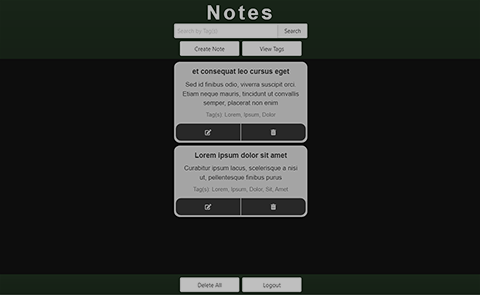 Notes
Search by Tag(s)
Search
Create Note
View Tags
et consequat leo cursus eget
Sed id finibus odio, viverra suscipit orci.
Etiam neque mauris, tincidunt ut convallis
semper, placerat non enim
Tag(s): Lorem, Ipsum, Dolor
Lorem ipsum dolor sit amet
Curabitur ipsum lacus, scelerisque a nisi
ut, pellentesque finibus purus
Tag(s): Lorem, Ipsum, Dolor, Sit, Amet
Delete All
Logout